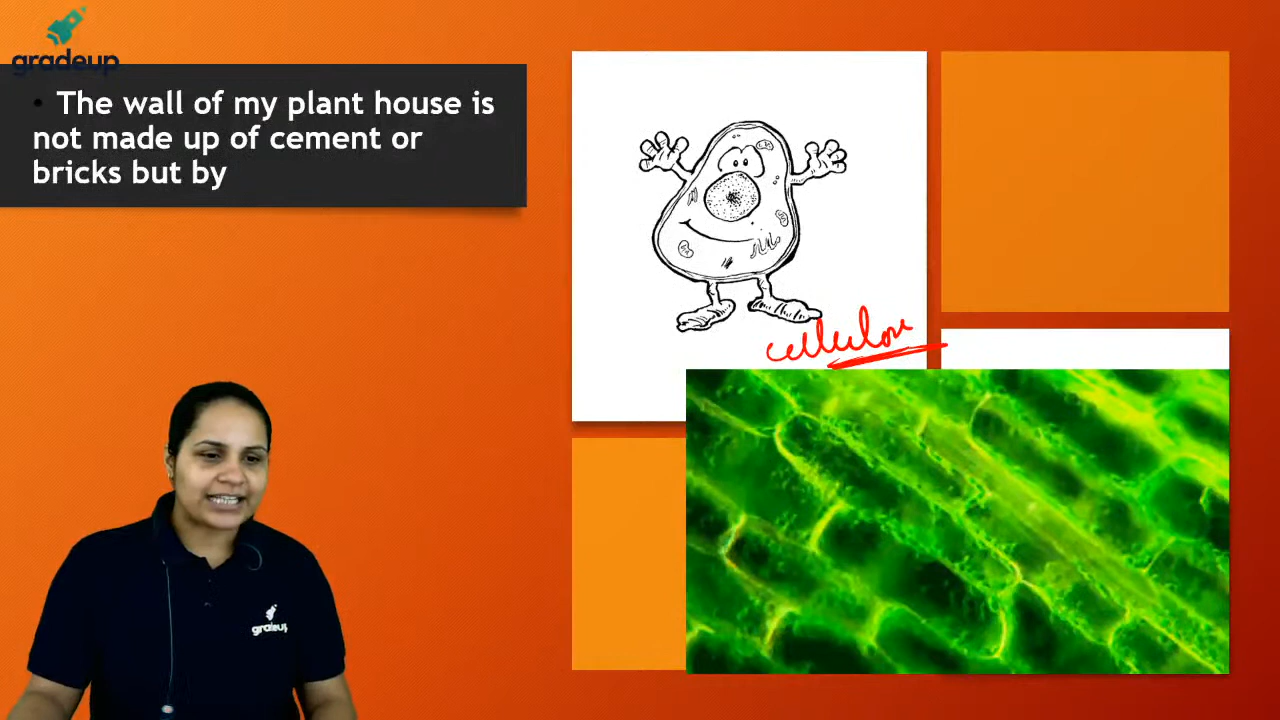 gradeup
• The wall of my plant house is
not made up of cement or
bricks but by
cellulose
gradeup